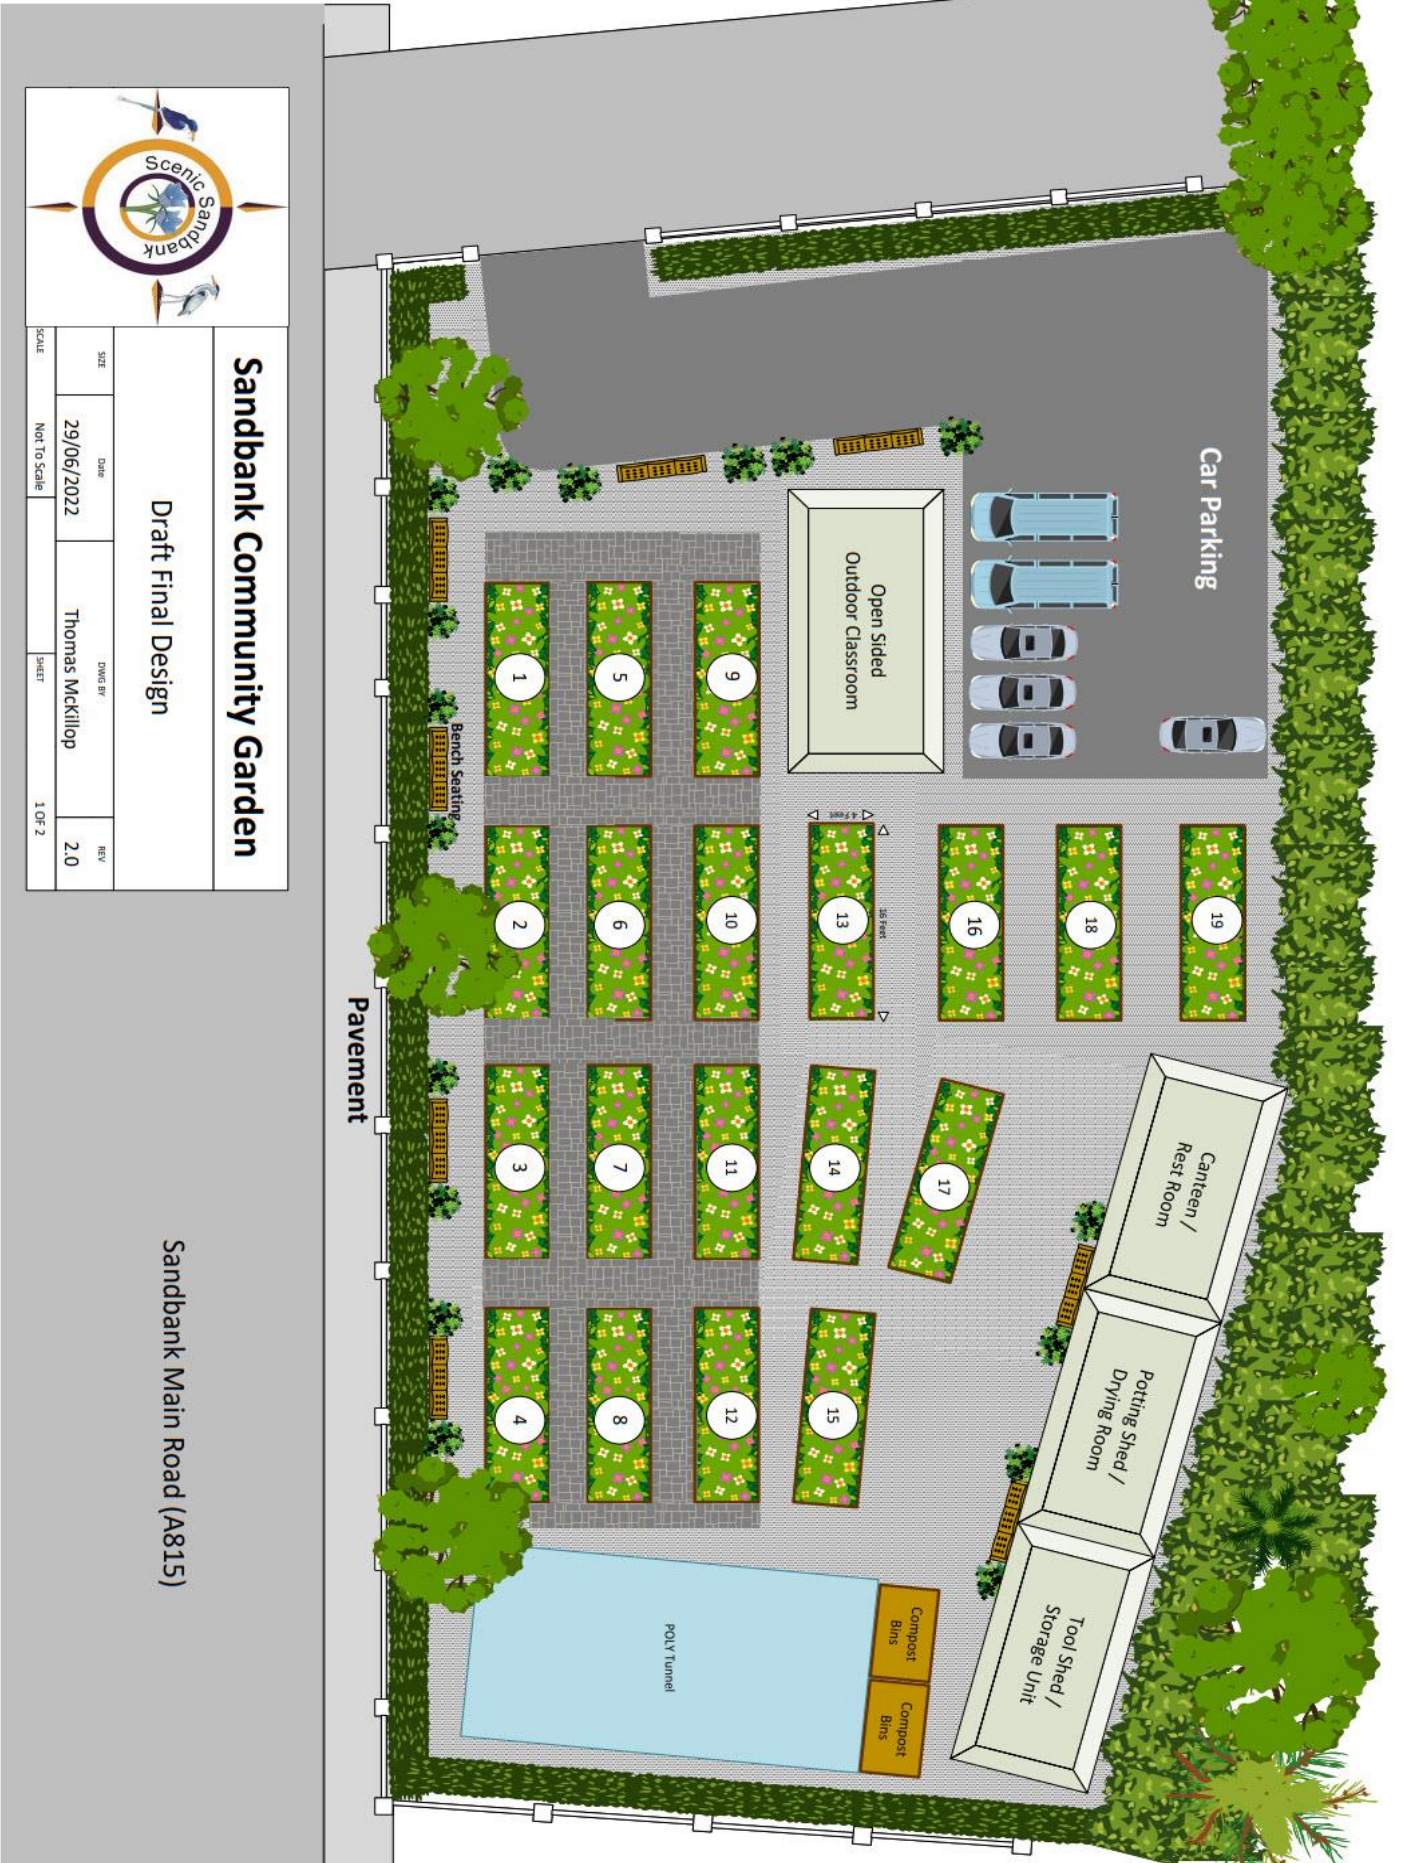 Car Parking
Open Sided
Outdoor Classroom
19
18
16
13
4 Feet
16 Feet
9
10
11
12
5
6
7
8
1
2
3
4
14
15
17
Canteen /
Rest Room
Potting Shed /
Drying Room
Tool Shed /
Storage Unit
Compost
Bins
Compost
Bins
POLY Tunnel
Bench Seating
Pavement
Sandbank Main Road (A815)
Scenic Sandbank
Sandbank Community Garden
Draft Final Design
SIZE
Date
29/06/2022
DWG BY
Thomas McKillop
REV
2.0
SCALE
Not To Scale
SHEET
1 OF 2